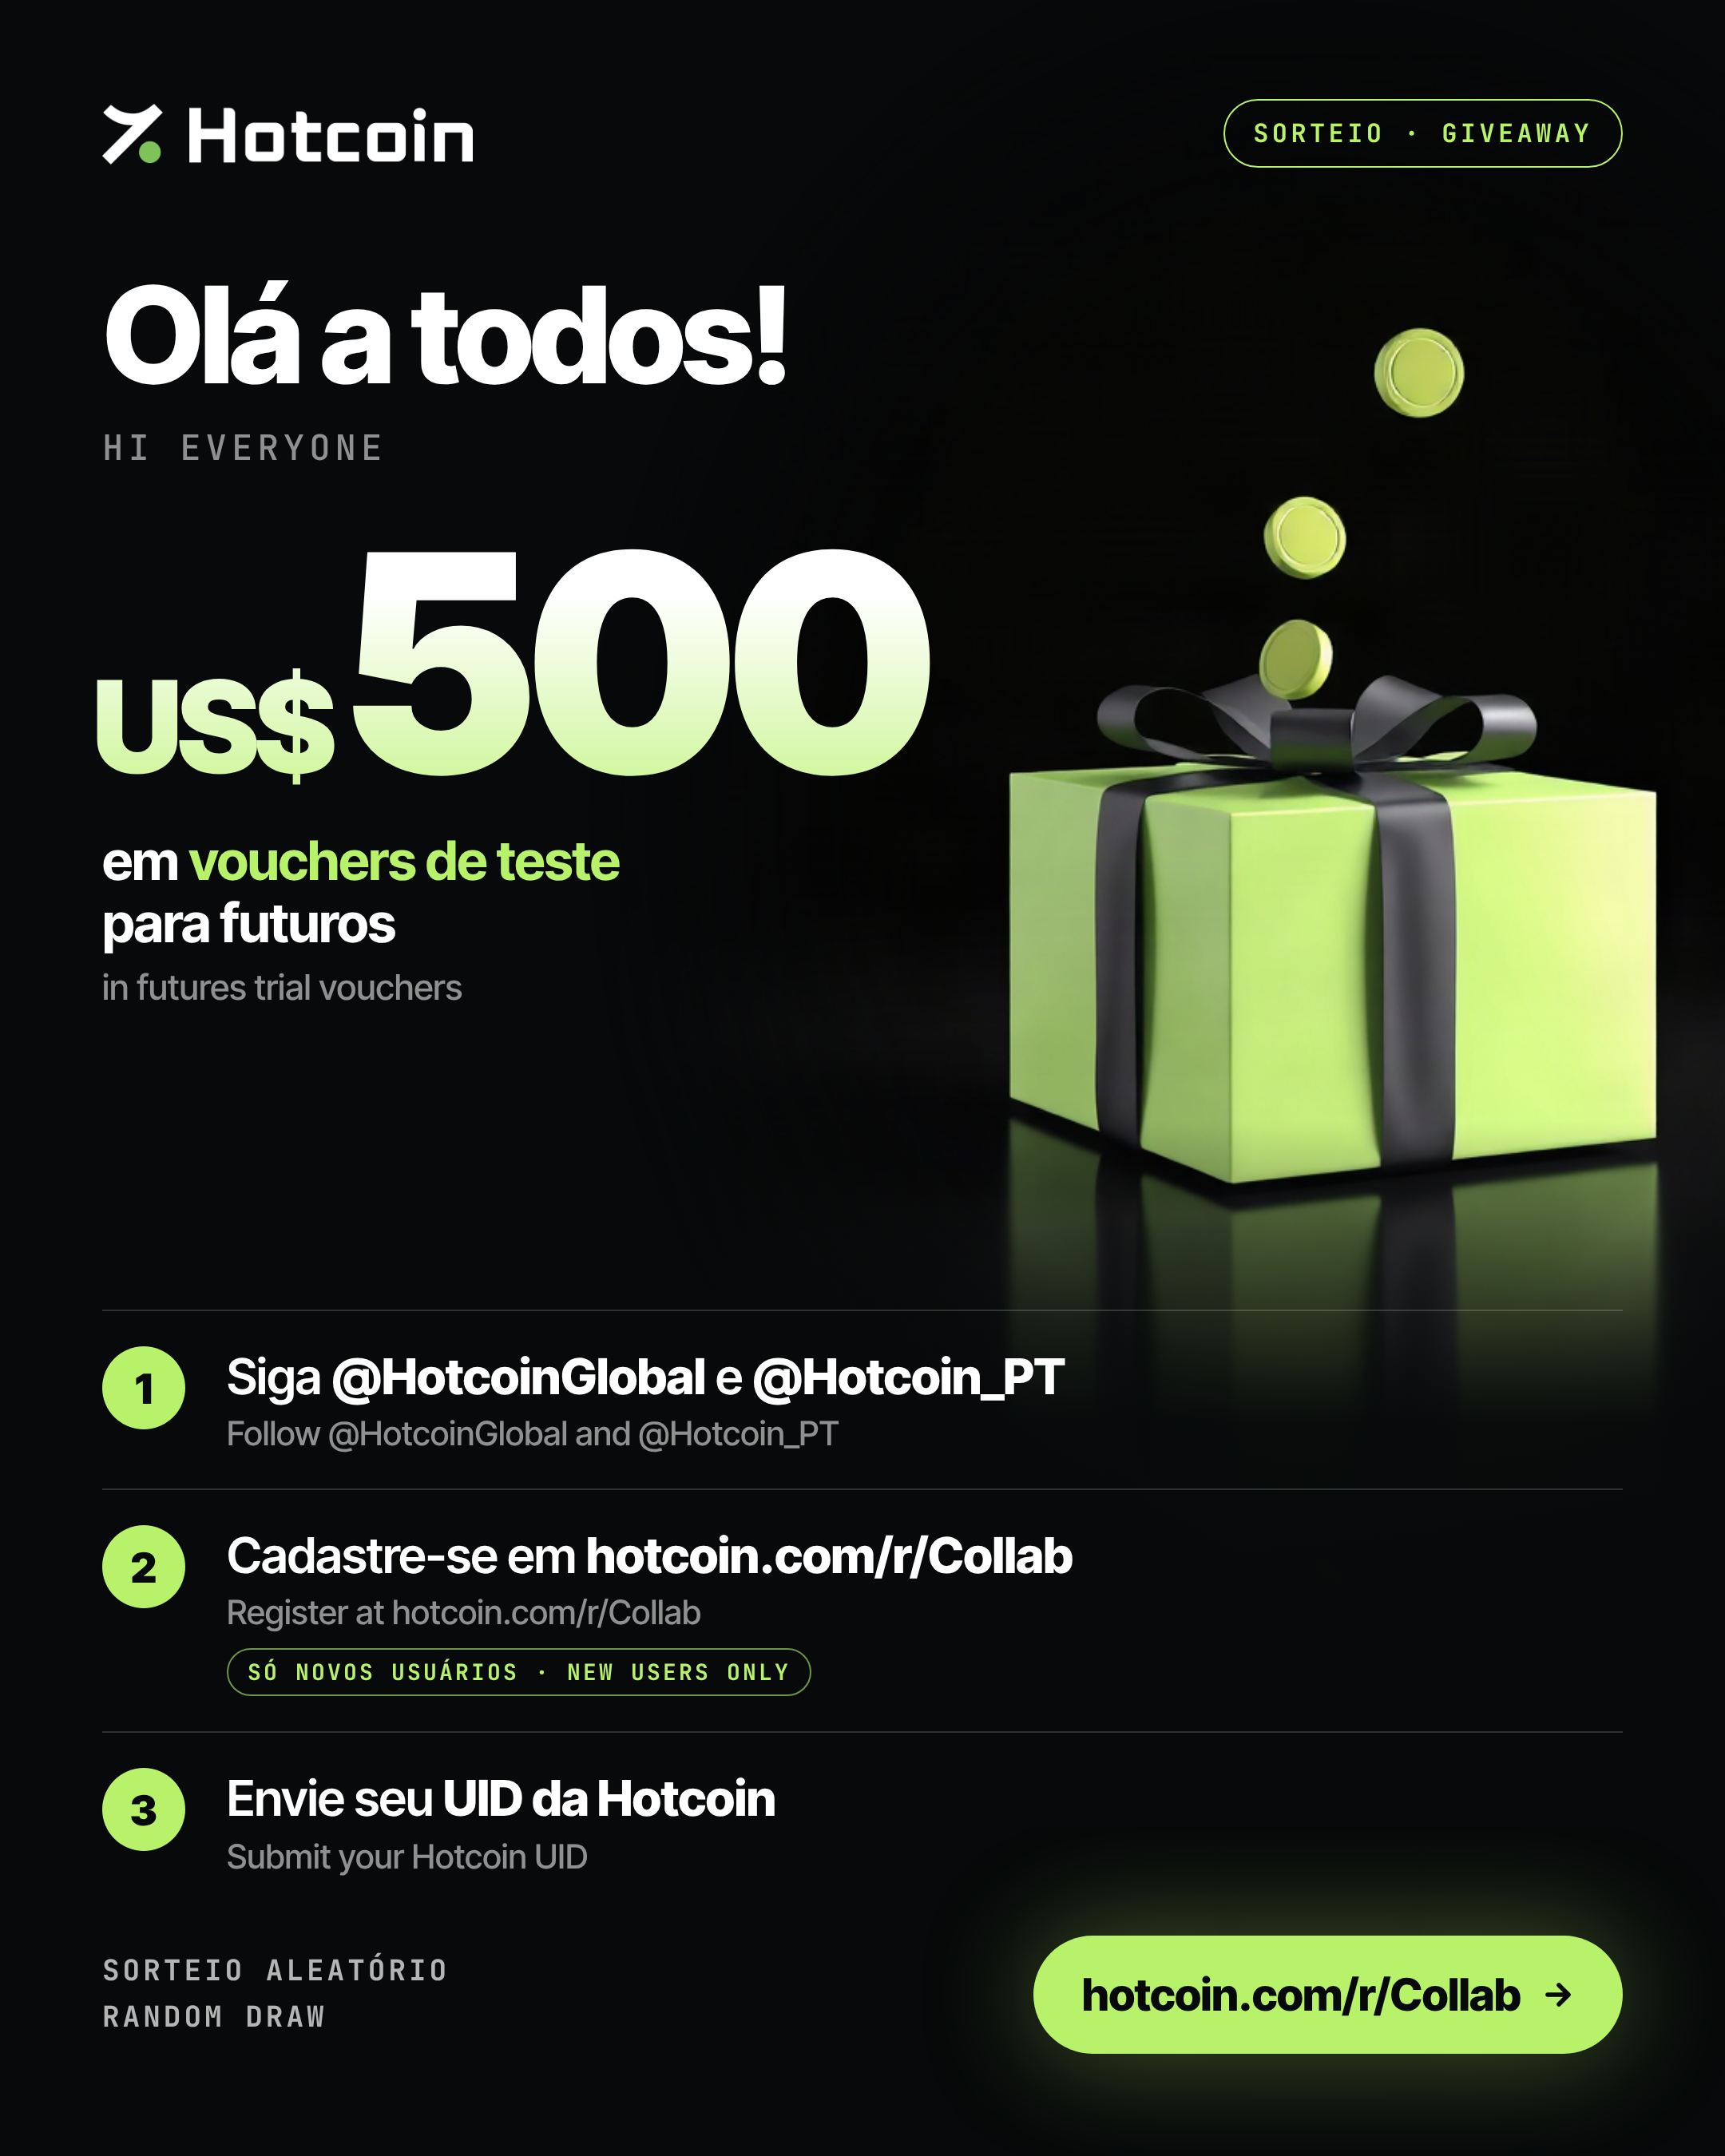 Hotcoin
SORTEIO · GIVEAWAY
Olá a todos!
HI EVERYONE
US$500
em vouchers de teste
para futuros
in futures trial vouchers
1
Siga @HotcoinGlobal e @Hotcoin_PT
Follow @HotcoinGlobal and @Hotcoin_PT
2
Cadastre-se em hotcoin.com/r/Collab
Register at hotcoin.com/r/Collab
SÓ NOVOS USUÁRIOS · NEW USERS ONLY
3
Envie seu UID da Hotcoin
Submit your Hotcoin UID
SORTEIO ALEATÓRIO
RANDOM DRAW
hotcoin.com/r/Collab →